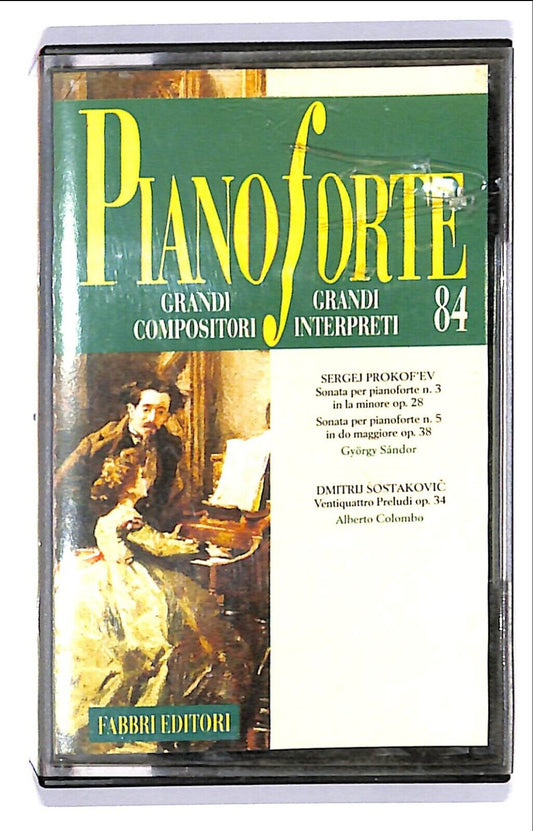 PIANOFORTE
GRANDI GRANDI
COMPOSITORI INTERPRETI 84
SERGEJ PROKOF'EV
Sonata per pianoforte n. 3
in la minore op. 28
Sonata per pianoforte n. 5
in do maggiore op. 38
György Sándor
DMITRIJ ŠOSTAKOVIČ
Ventiquattro Preludi op. 34
Alberto Colombo
FABBRI EDITORI